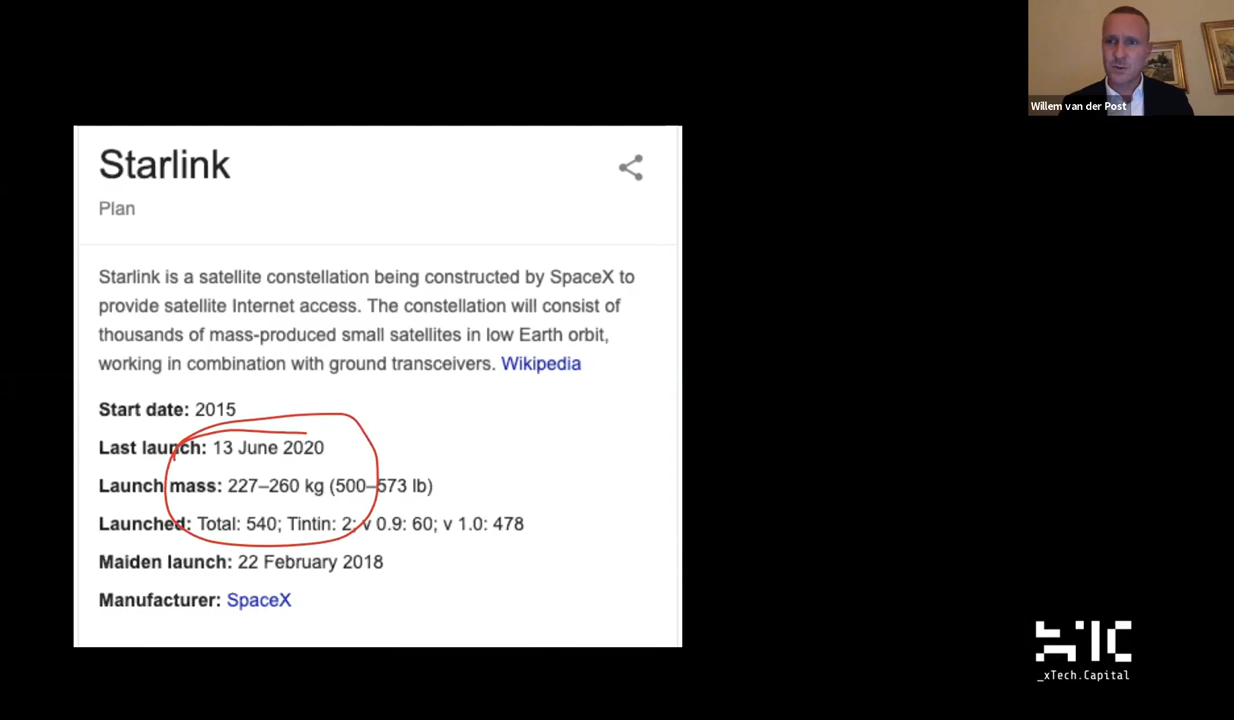 Willem van der Post
Starlink
Plan
Starlink is a satellite constellation being constructed by SpaceX to
provide satellite Internet access. The constellation will consist of
thousands of mass-produced small satellites in low Earth orbit,
working in combination with ground transceivers. Wikipedia
Start date: 2015
Last launch: 13 June 2020
Launch mass: 227–260 kg (500–573 lb)
Launched: Total: 540; Tintin: 2; v 0.9: 60; v 1.0: 478
Maiden launch: 22 February 2018
Manufacturer: SpaceX
_xTech.Capital